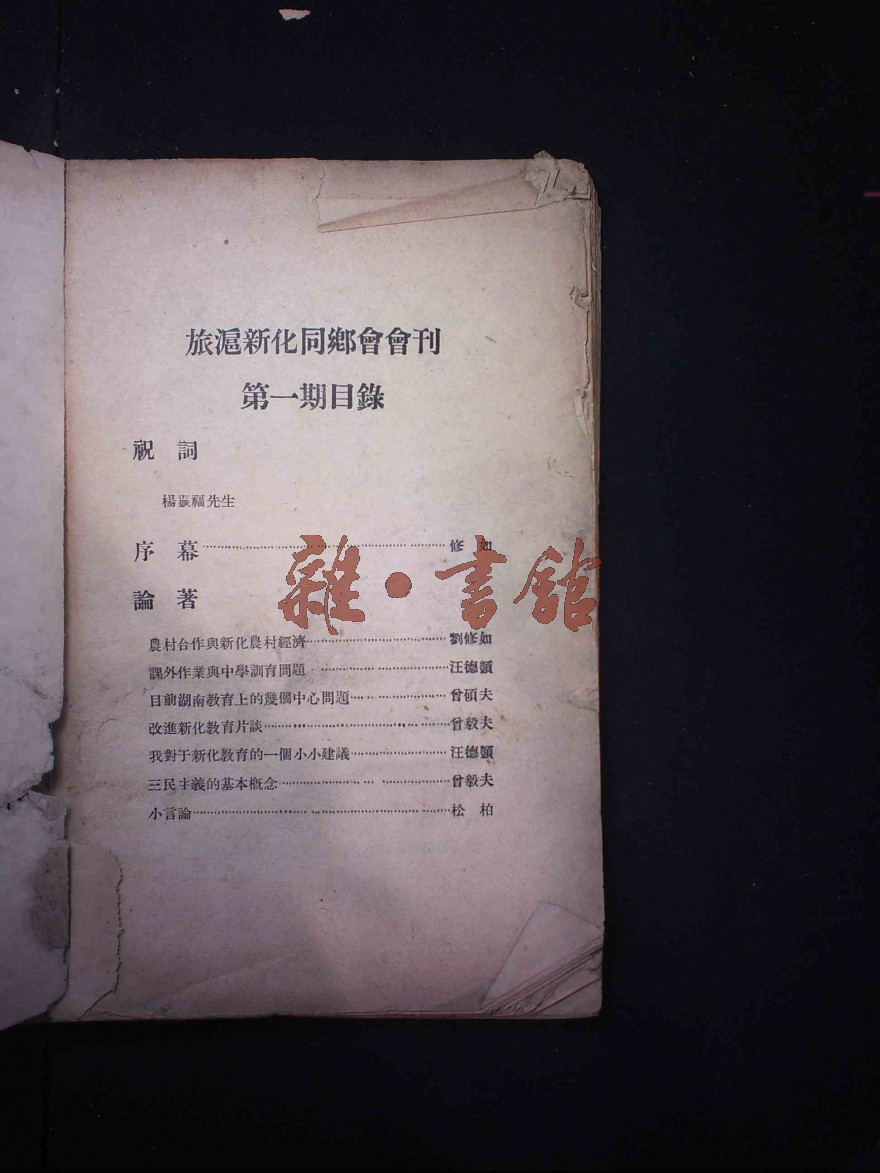 旅滬新化同鄉會會刊
第一期目錄
祝詞
楊㬎福先生
序幕……修如
雜•書館
論著
農村合作與新化農村經濟……劉修如
課外作業與中學訓育問題……汪德顗
目前湖南教育上的幾個中心問題……曾碩夫
改進新化教育片談……曾毅夫
我對于新化教育的一個小小建議……汪德顗
三民主義的基本概念……曾毅夫
小言論……松柏